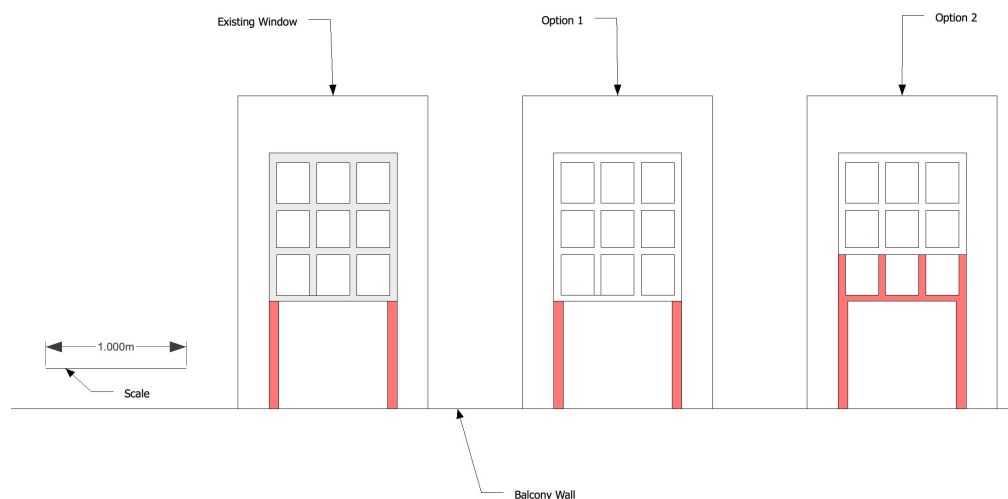 Existing Window
Option 1
Option 2
1.000m
Scale
Balcony Wall